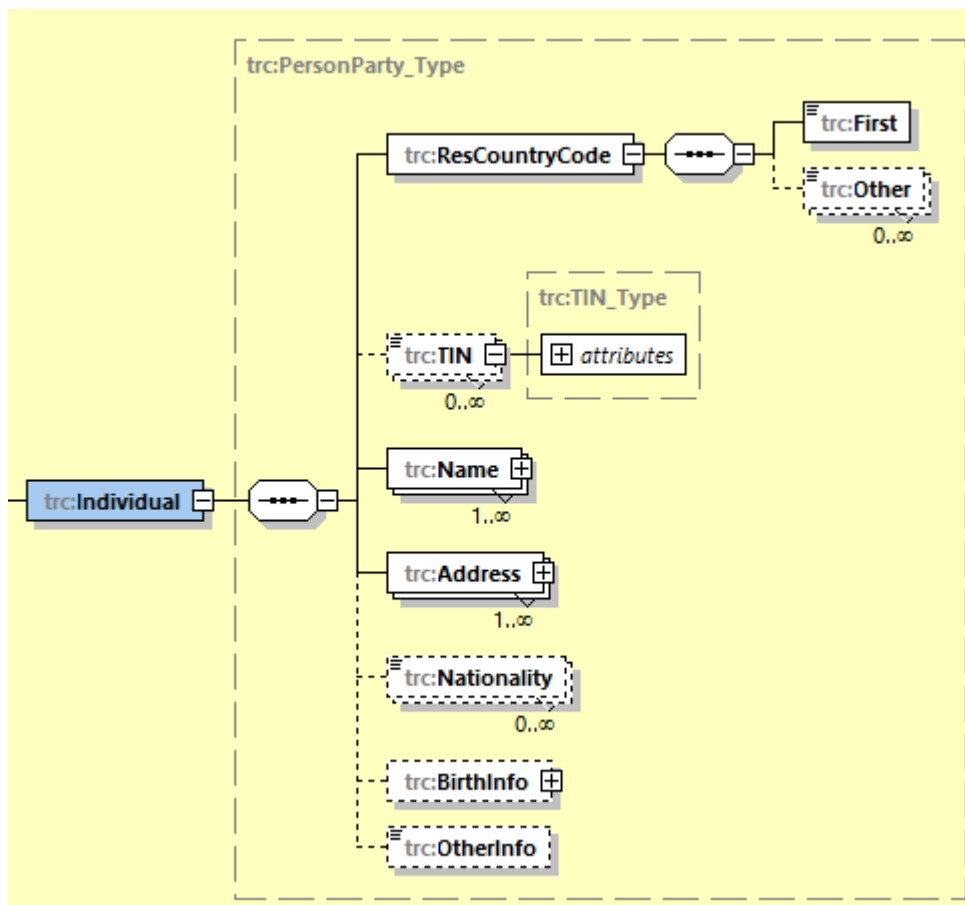 trc:PersonParty_Type
trc:First
trc:ResCountryCode
trc:Other
0..∞
trc:TIN_Type
trc:TIN
attributes
0..∞
trc:Name
1..∞
trc:Individual
trc:Address
1..∞
trc:Nationality
0..∞
trc:BirthInfo
trc:OtherInfo